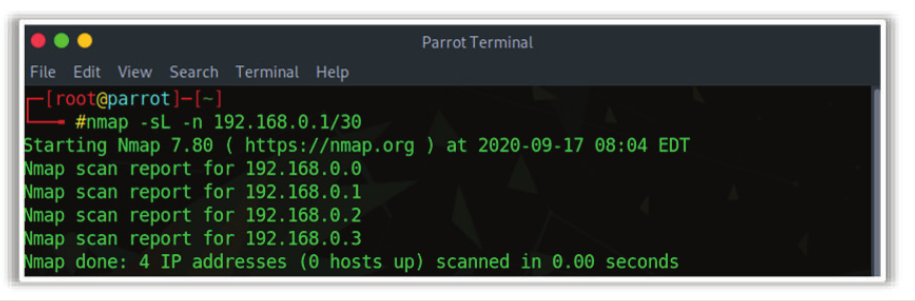 Parrot Terminal
File Edit View Search Terminal Help
[root@parrot]-[~]
#nmap -sL -n 192.168.0.1/30
Starting Nmap 7.80 ( https://nmap.org ) at 2020-09-17 08:04 EDT
Nmap scan report for 192.168.0.0
Nmap scan report for 192.168.0.1
Nmap scan report for 192.168.0.2
Nmap scan report for 192.168.0.3
Nmap done: 4 IP addresses (0 hosts up) scanned in 0.00 seconds